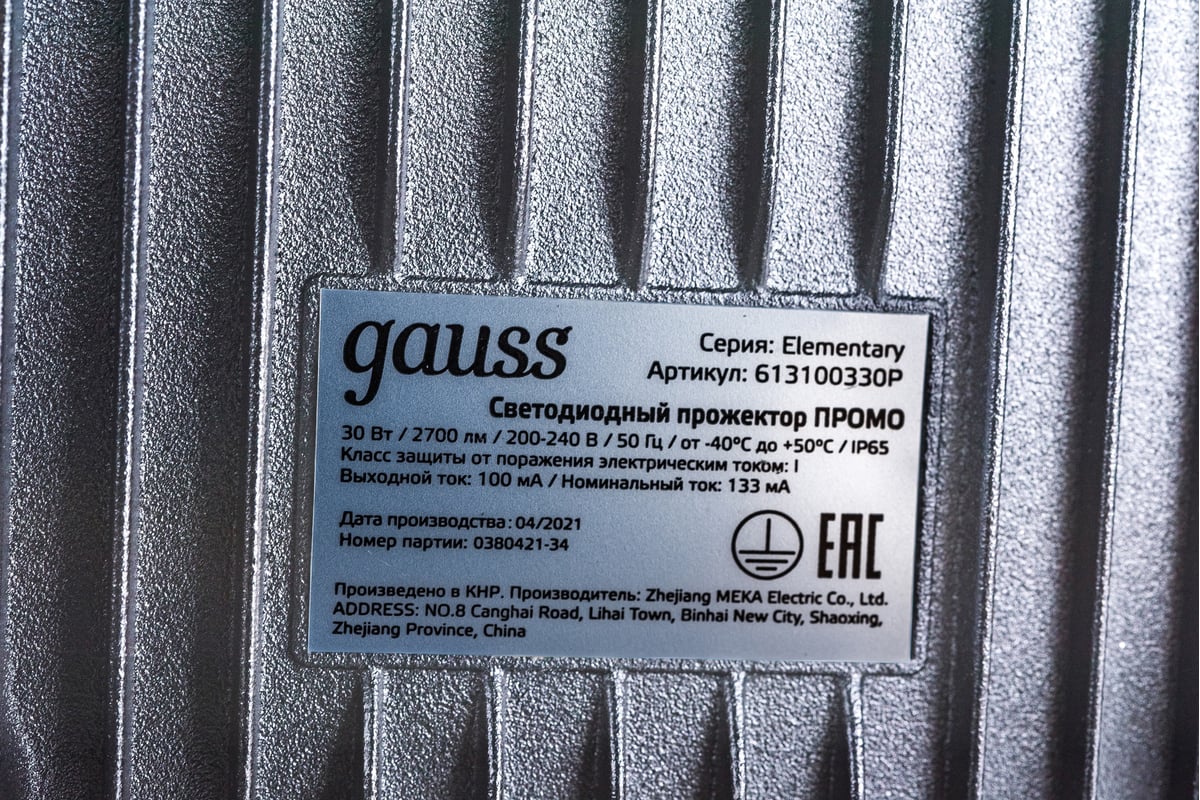 gauss
Серия: Elementary
Артикул: 613100330P
Светодиодный прожектор ПРОМО
30 Вт / 2700 лм / 200-240 В / 50 Гц / от -40ºC до +50ºC / IP65
Класс защиты от поражения электрическим током: I
Выходной ток: 100 мА / Номинальный ток: 133 мА
Дата производства: 04/2021
Номер партии: 0380421-34
EAC
Произведено в КНР. Производитель: Zhejiang MEKA Electric Co., Ltd.
ADDRESS: NO.8 Canghai Road, Lihai Town, Binhai New City, Shaoxing,
Zhejiang Province, China